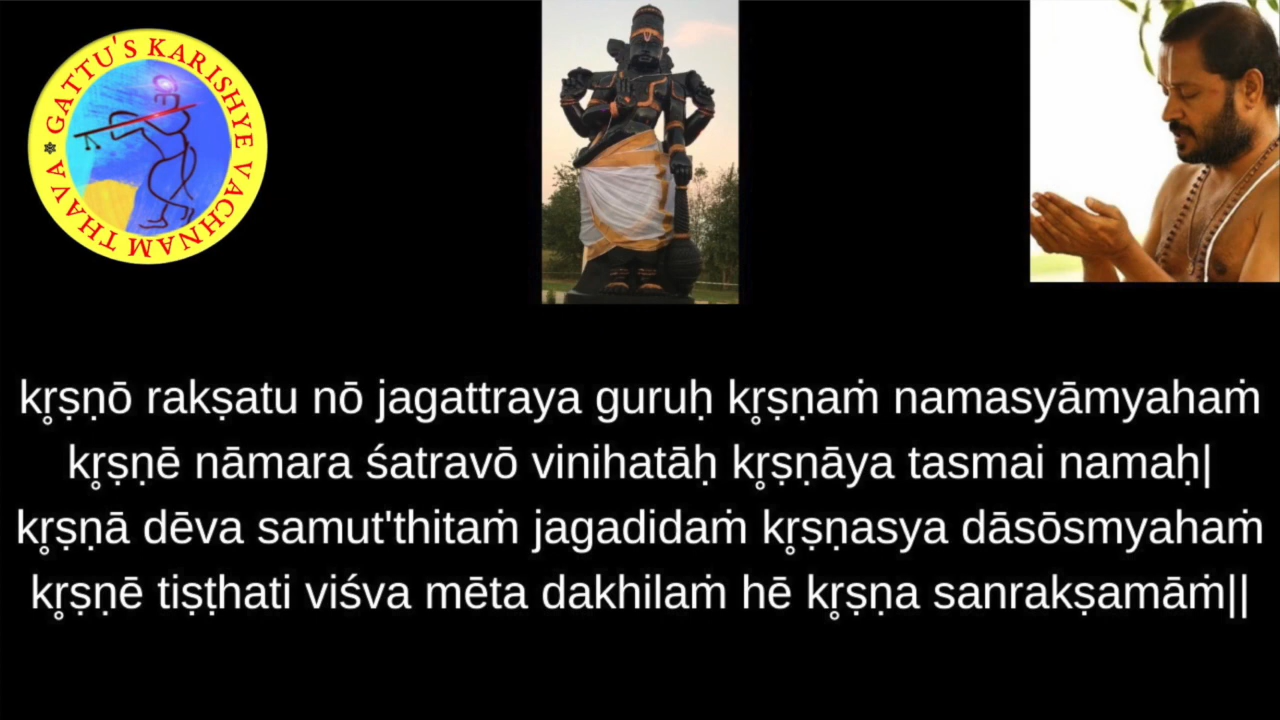 GATTU'S KARISHYE VACHNAM THAVA
kr̥ṣṇō rakṣatu nō jagattraya guruḥ kr̥ṣṇaṁ namasyāmyahaṁ
kr̥ṣṇē nāmara śatravō vinihatāḥ kr̥ṣṇāya tasmai namaḥ|
kr̥ṣṇā dēva samut'thitaṁ jagadidaṁ kr̥ṣṇasya dāsōsmyahaṁ
kr̥ṣṇē tiṣṭhati viśva mēta dakhilaṁ hē kr̥ṣṇa sanrakṣamāṁ||